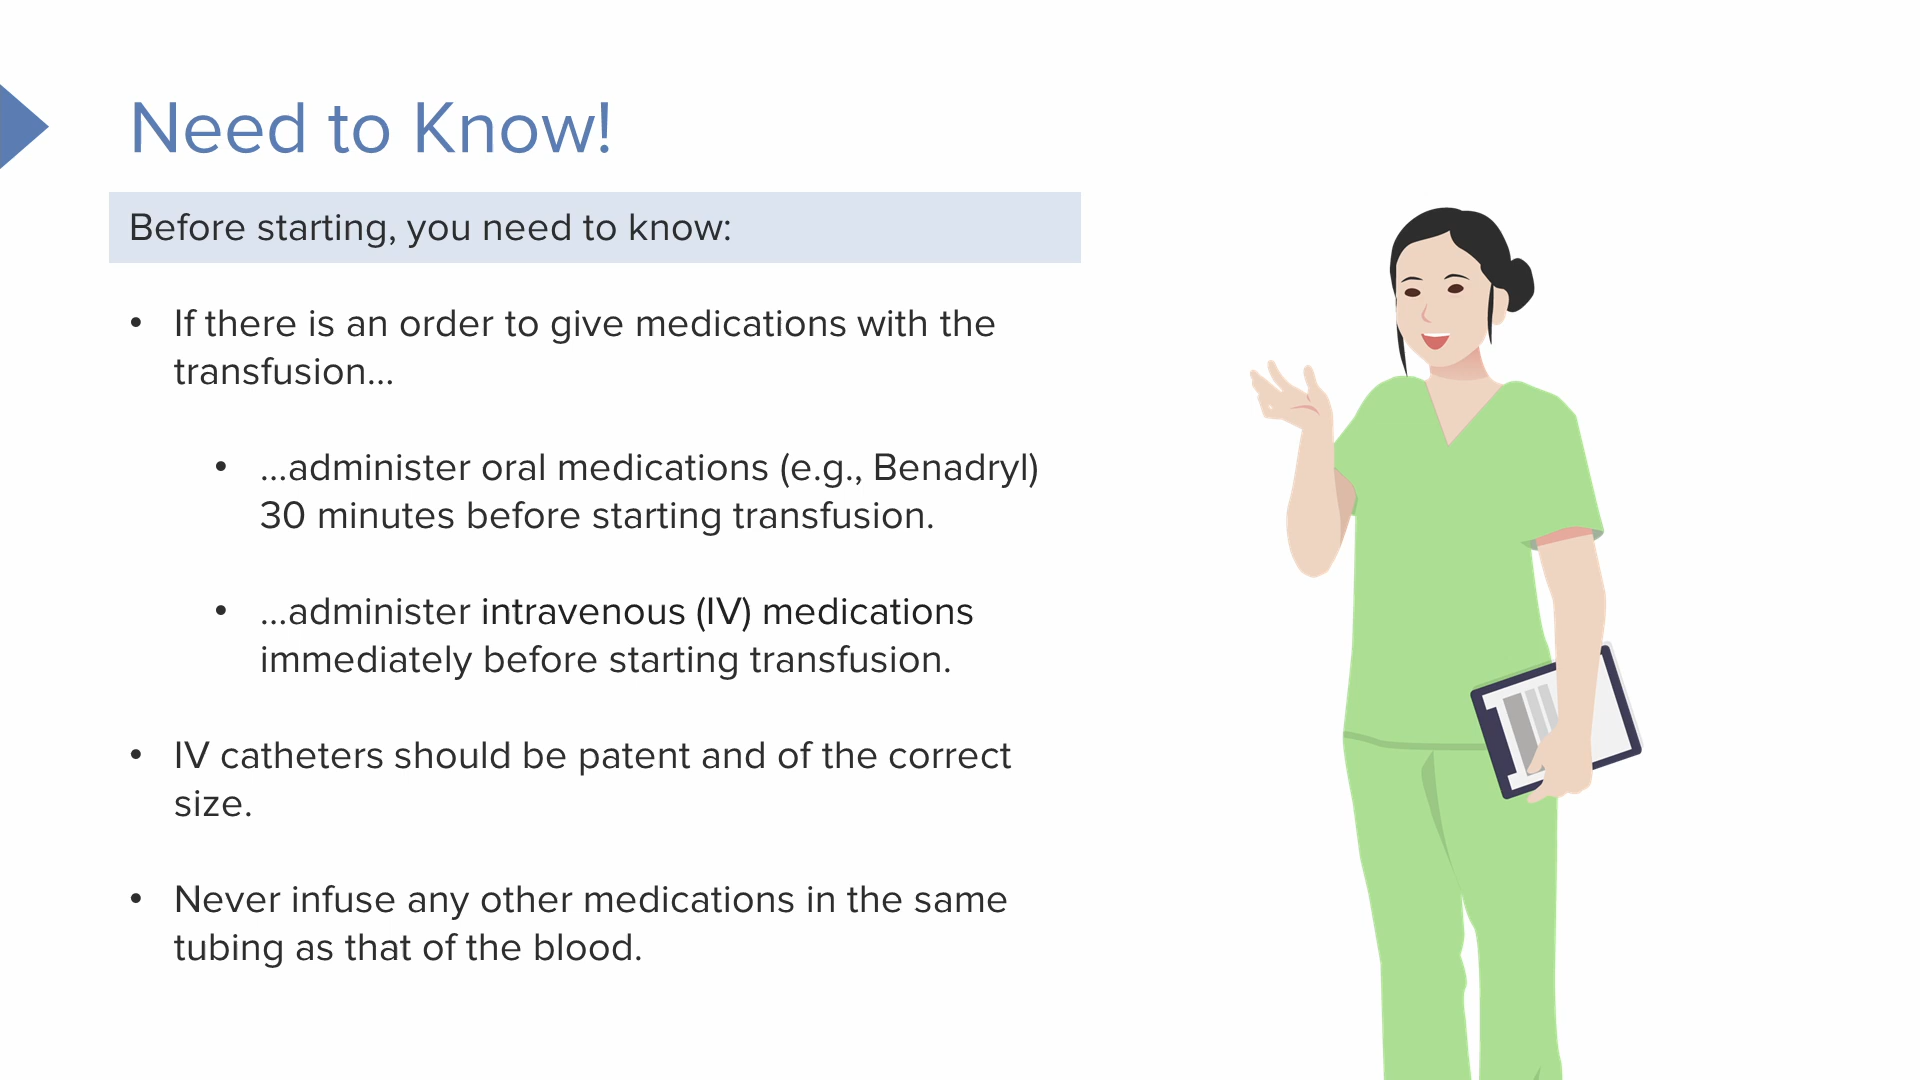 Need to Know!
Before starting, you need to know:
• If there is an order to give medications with the
transfusion...
• ...administer oral medications (e.g., Benadryl)
30 minutes before starting transfusion.
• ...administer intravenous (IV) medications
immediately before starting transfusion.
• IV catheters should be patent and of the correct
size.
• Never infuse any other medications in the same
tubing as that of the blood.